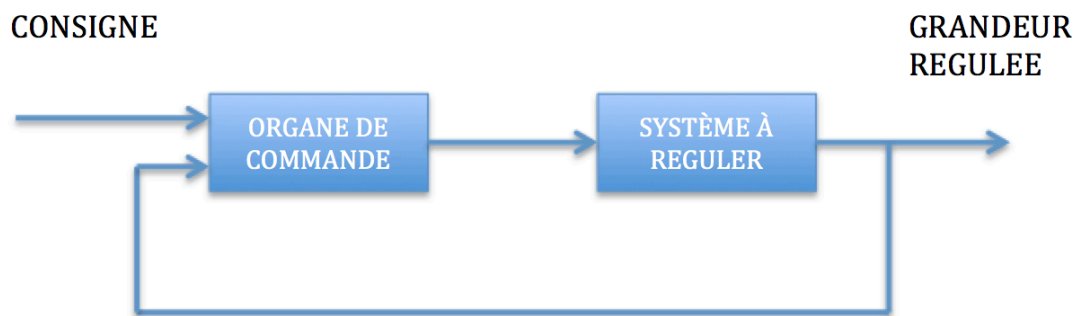 CONSIGNE
GRANDEUR
REGULEE
ORGANE DE
COMMANDE
SYSTÈME À
REGULER